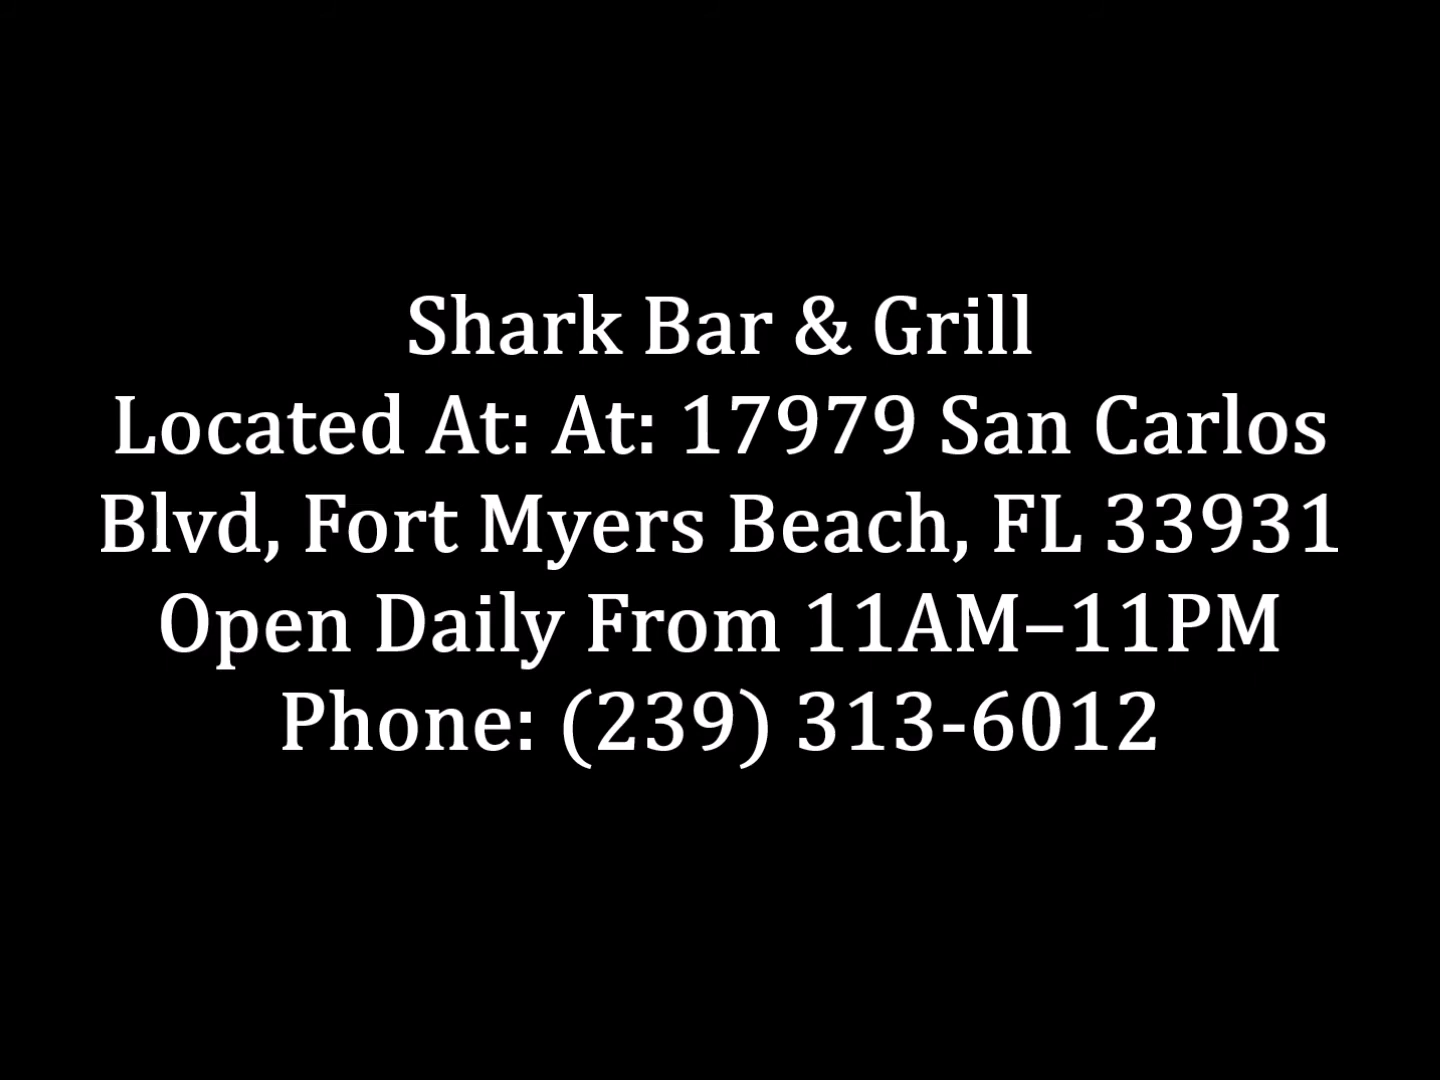 Shark Bar & Grill
Located At: At: 17979 San Carlos
Blvd, Fort Myers Beach, FL 33931
Open Daily From 11AM–11PM
Phone: (239) 313-6012